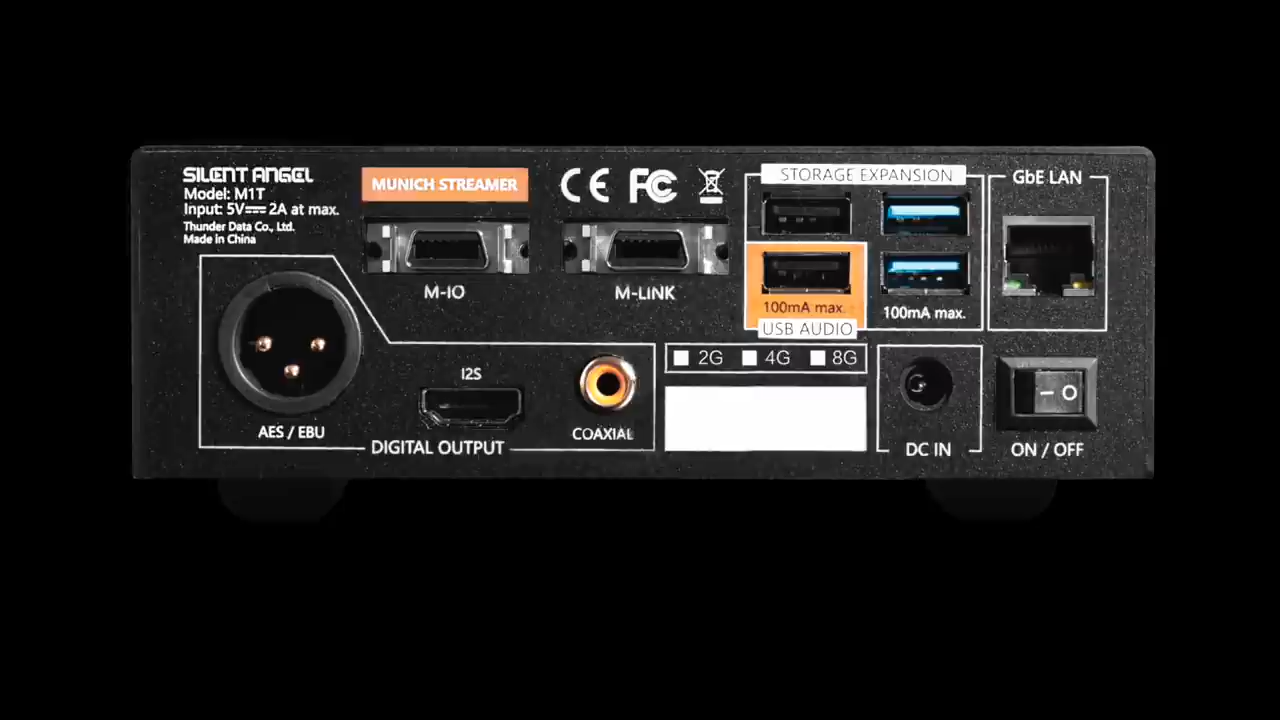 SILENT ANGEL
Model: M1T
Input: 5V⎓2A at max.
Thunder Data Co., Ltd.
Made in China
MUNICH STREAMER
CE FC
STORAGE EXPANSION
GbE LAN
M-IO
M-LINK
100mA max.
100mA max.
USB AUDIO
2G 4G 8G
I2S
AES / EBU
DIGITAL OUTPUT
COAXIAL
DC IN
– O
ON / OFF